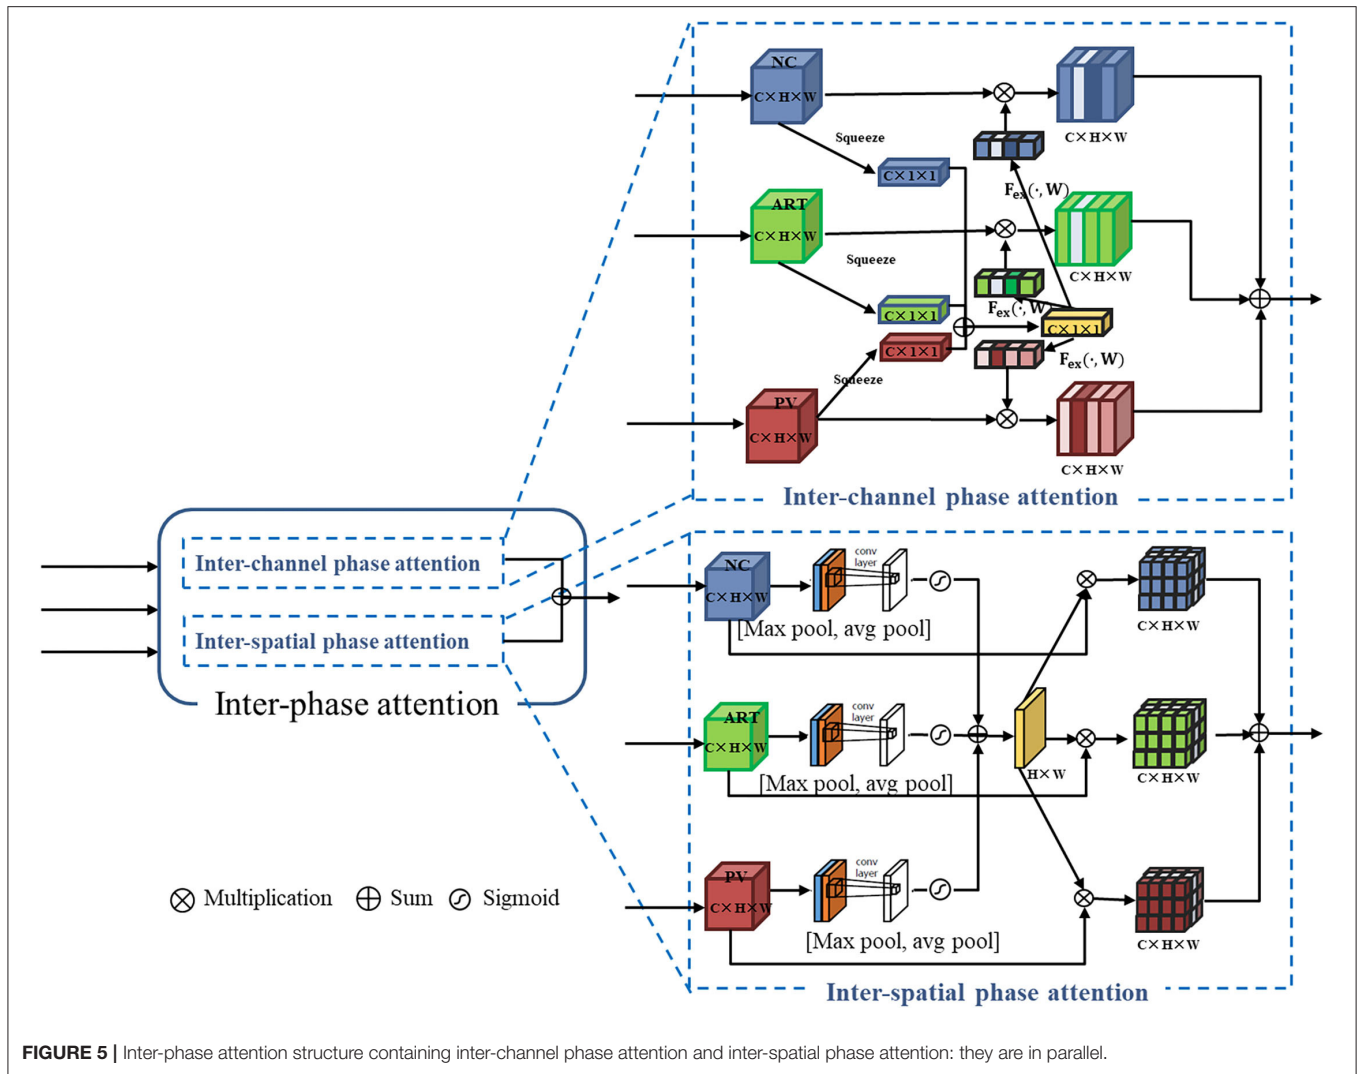 NC
C×H×W
Squeeze
C×1×1
C×H×W
Fex(·, W)
ART
C×H×W
Squeeze
C×1×1
C×H×W
Fex(·, W)
C×1×1
C×1×1
Fex(·, W)
Squeeze
PV
C×H×W
C×H×W
Inter-channel phase attention
Inter-channel phase attention
Inter-spatial phase attention
Inter-phase attention
NC
C×H×W
conv
layer
[Max pool, avg pool]
C×H×W
ART
C×H×W
conv
layer
[Max pool, avg pool]
H×W
C×H×W
PV
C×H×W
conv
layer
[Max pool, avg pool]
C×H×W
Inter-spatial phase attention
Multiplication Sum Sigmoid
FIGURE 5 | Inter-phase attention structure containing inter-channel phase attention and inter-spatial phase attention: they are in parallel.